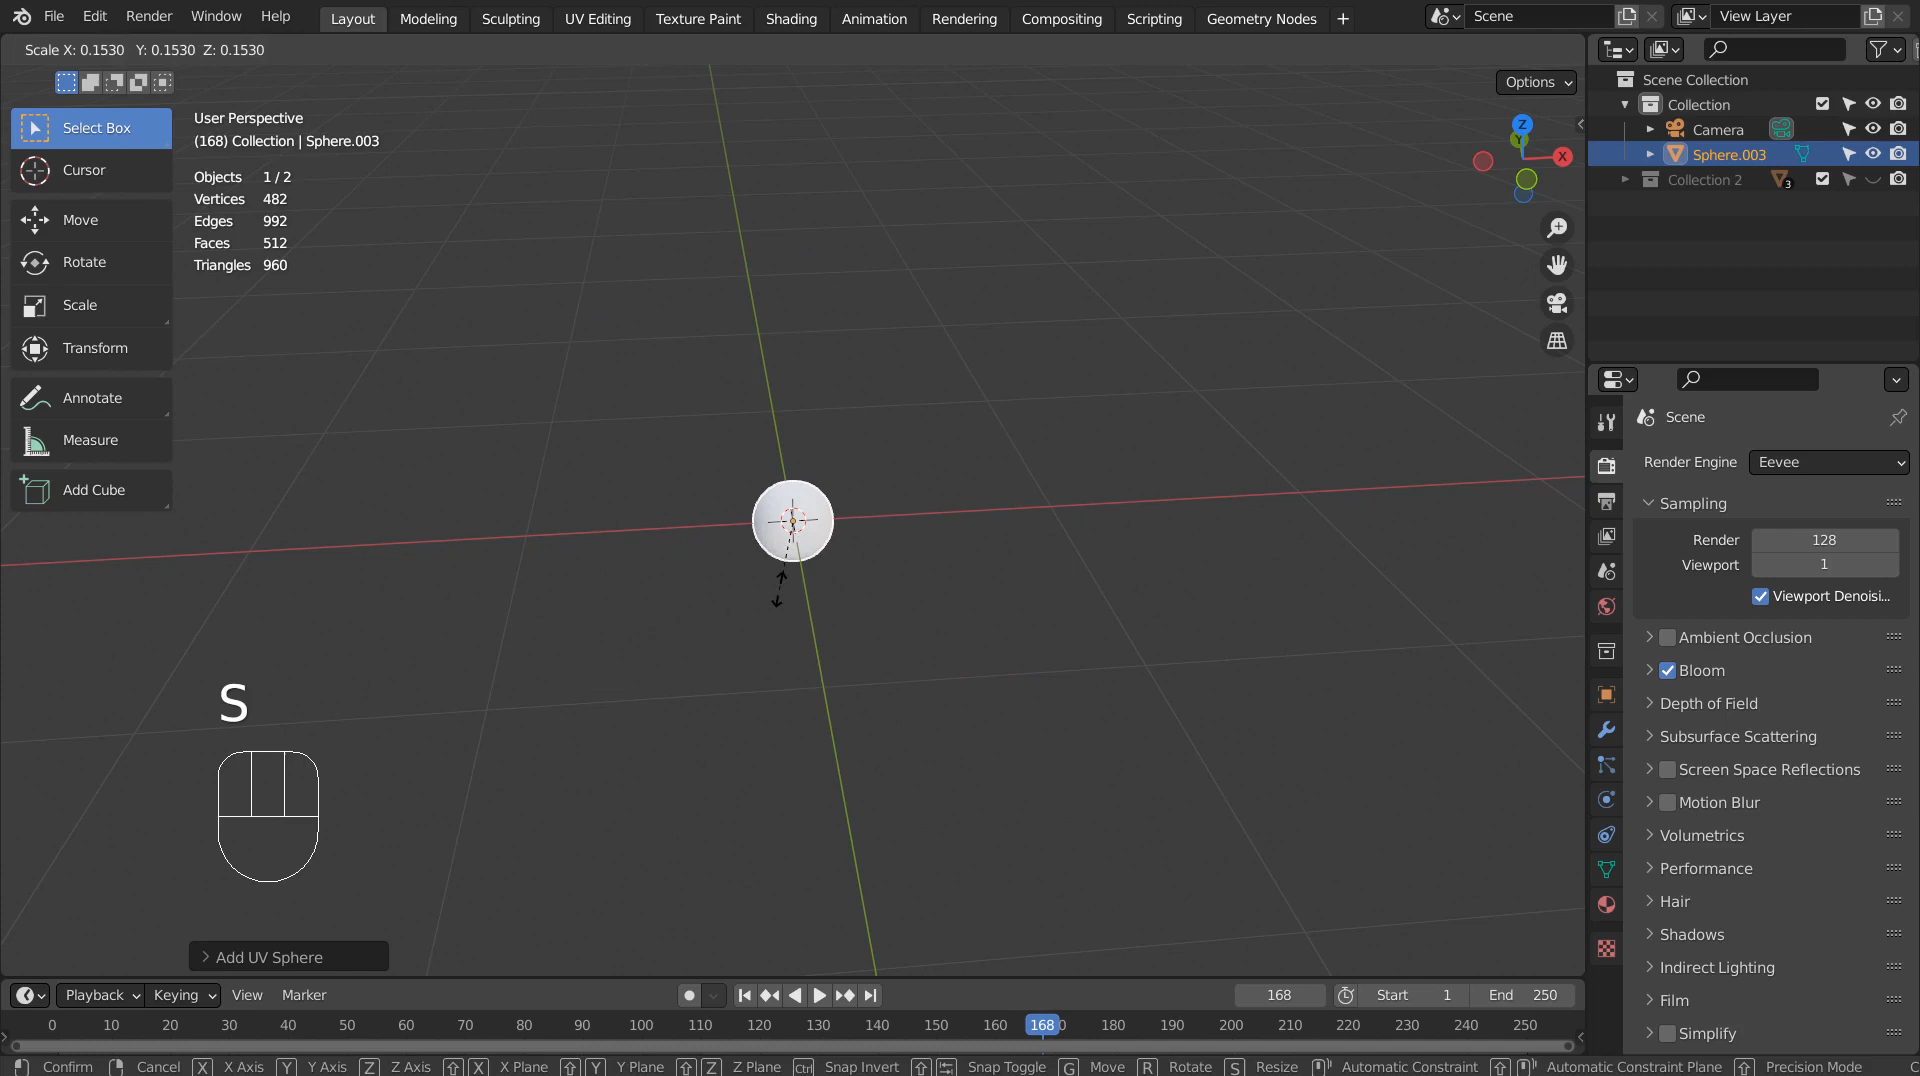 File Edit Render Window Help Layout Modeling Sculpting UV Editing Texture Paint Shading Animation Rendering Compositing Scripting Geometry Nodes + Scene View Layer
Scale X: 0.1530 Y: 0.1530 Z: 0.1530
Options
Select Box
Cursor
Move
Rotate
Scale
Transform
Annotate
Measure
Add Cube
User Perspective
(168) Collection | Sphere.003
Objects 1 / 2
Vertices 482
Edges 992
Faces 512
Triangles 960
Z
Y
X
S
Add UV Sphere
Scene Collection
Collection
Camera
Sphere.003
Collection 2 3
Scene
Render Engine Eevee
Sampling
Render 128
Viewport 1
Viewport Denoisi...
Ambient Occlusion
Bloom
Depth of Field
Subsurface Scattering
Screen Space Reflections
Motion Blur
Volumetrics
Performance
Hair
Shadows
Indirect Lighting
Film
Simplify
Playback Keying View Marker 168 Start 1 End 250
0 10 20 30 40 50 60 70 80 90 100 110 120 130 140 150 160 168 180 190 200 210 220 230 240 250
Confirm Cancel X X Axis Y Y Axis Z Z Axis X X Plane Y Y Plane Z Z Plane Ctrl Snap Invert Snap Toggle G Move R Rotate S Resize Automatic Constraint Automatic Constraint Plane Precision Mode